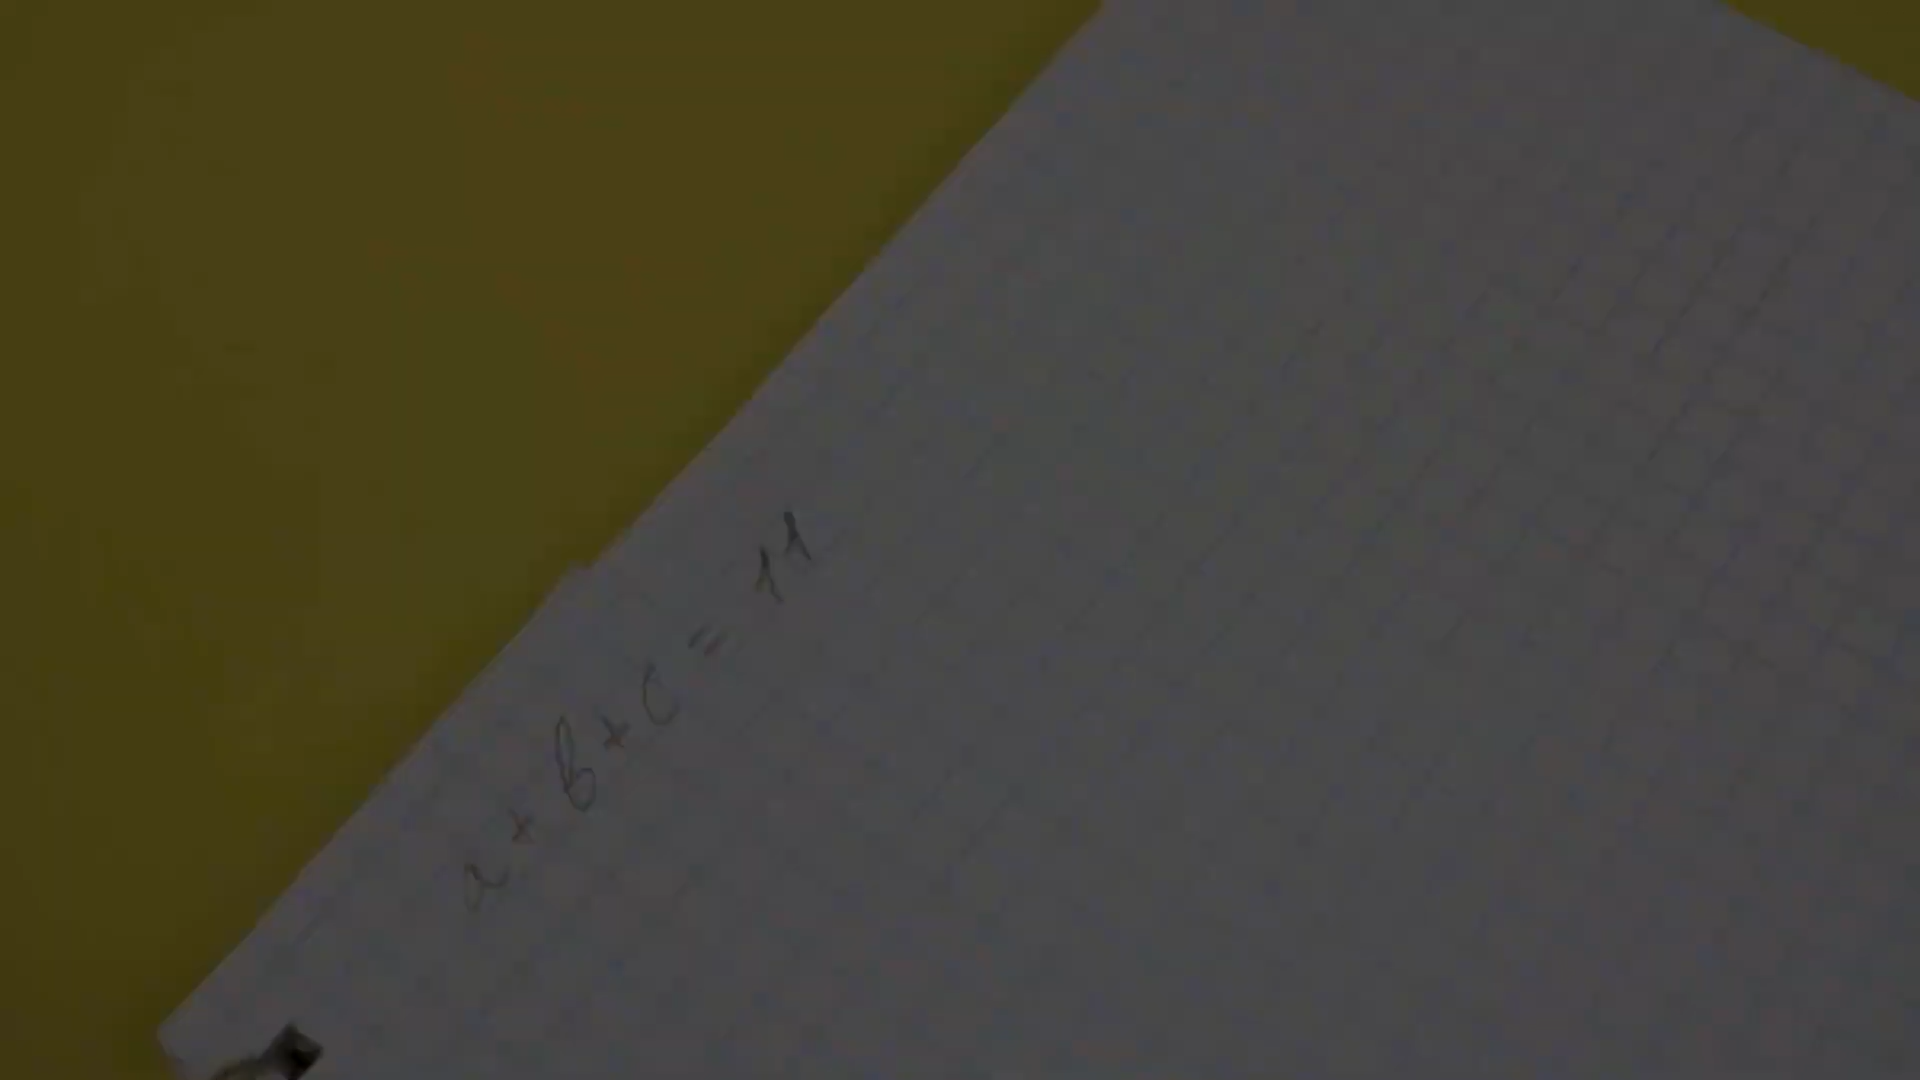 a + b + c = 11